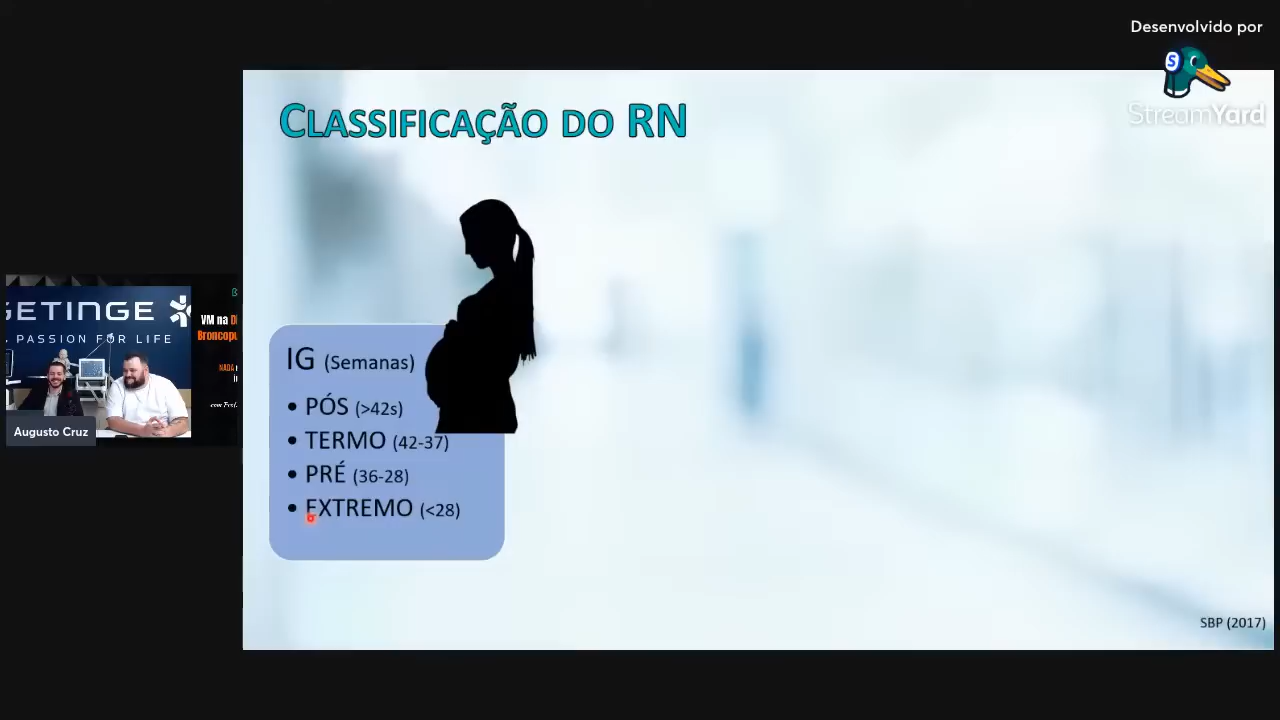 Desenvolvido por
StreamYard
CLASSIFICAÇÃO DO RN
IG (Semanas)
• PÓS (>42s)
• TERMO (42-37)
• PRÉ (36-28)
• EXTREMO (<28)
SBP (2017)
GETINGE
PASSION FOR LIFE
VM na
NADA
Augusto Cruz